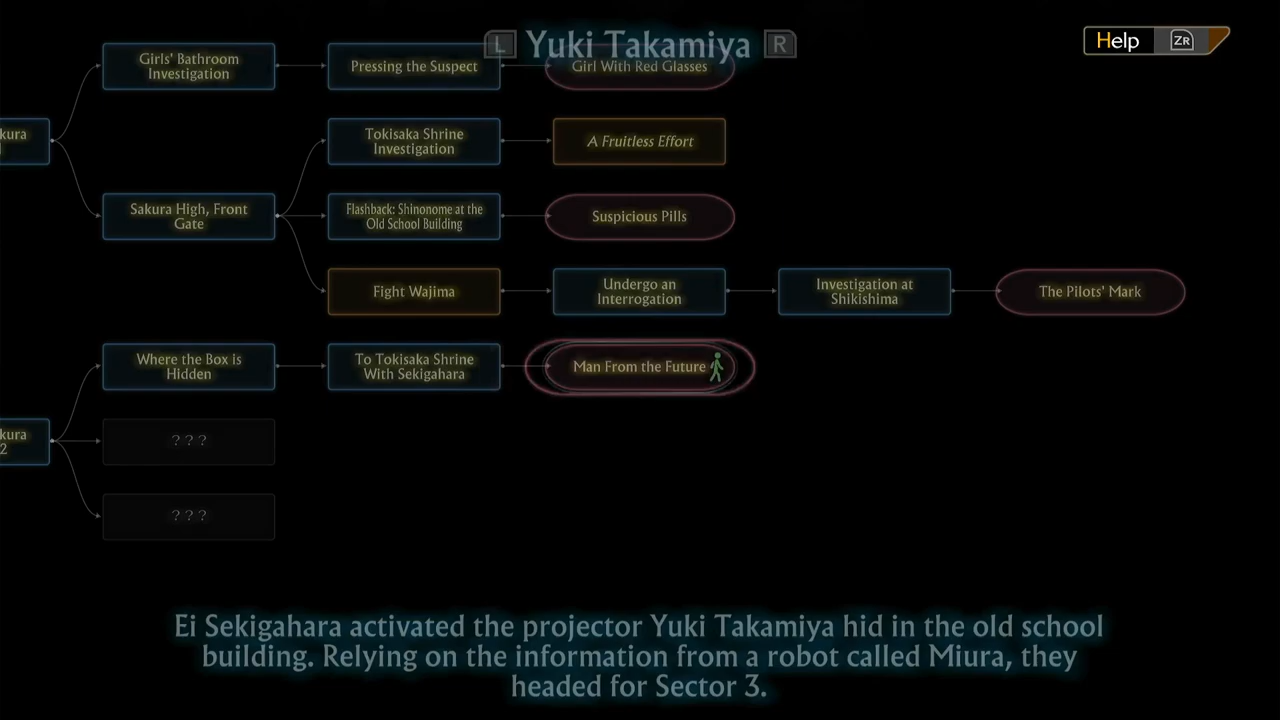 L Yuki Takamiya R
Help ZR
Girls' Bathroom
Investigation
Pressing the Suspect
Girl With Red Glasses
kura
Tokisaka Shrine
Investigation
A Fruitless Effort
Sakura High, Front
Gate
Flashback: Shinonome at the
Old School Building
Suspicious Pills
Fight Wajima
Undergo an
Interrogation
Investigation at
Shikishima
The Pilots' Mark
Where the Box is
Hidden
To Tokisaka Shrine
With Sekigahara
Man From the Future
kura
2
???
???
Ei Sekigahara activated the projector Yuki Takamiya hid in the old school
building. Relying on the information from a robot called Miura, they
headed for Sector 3.